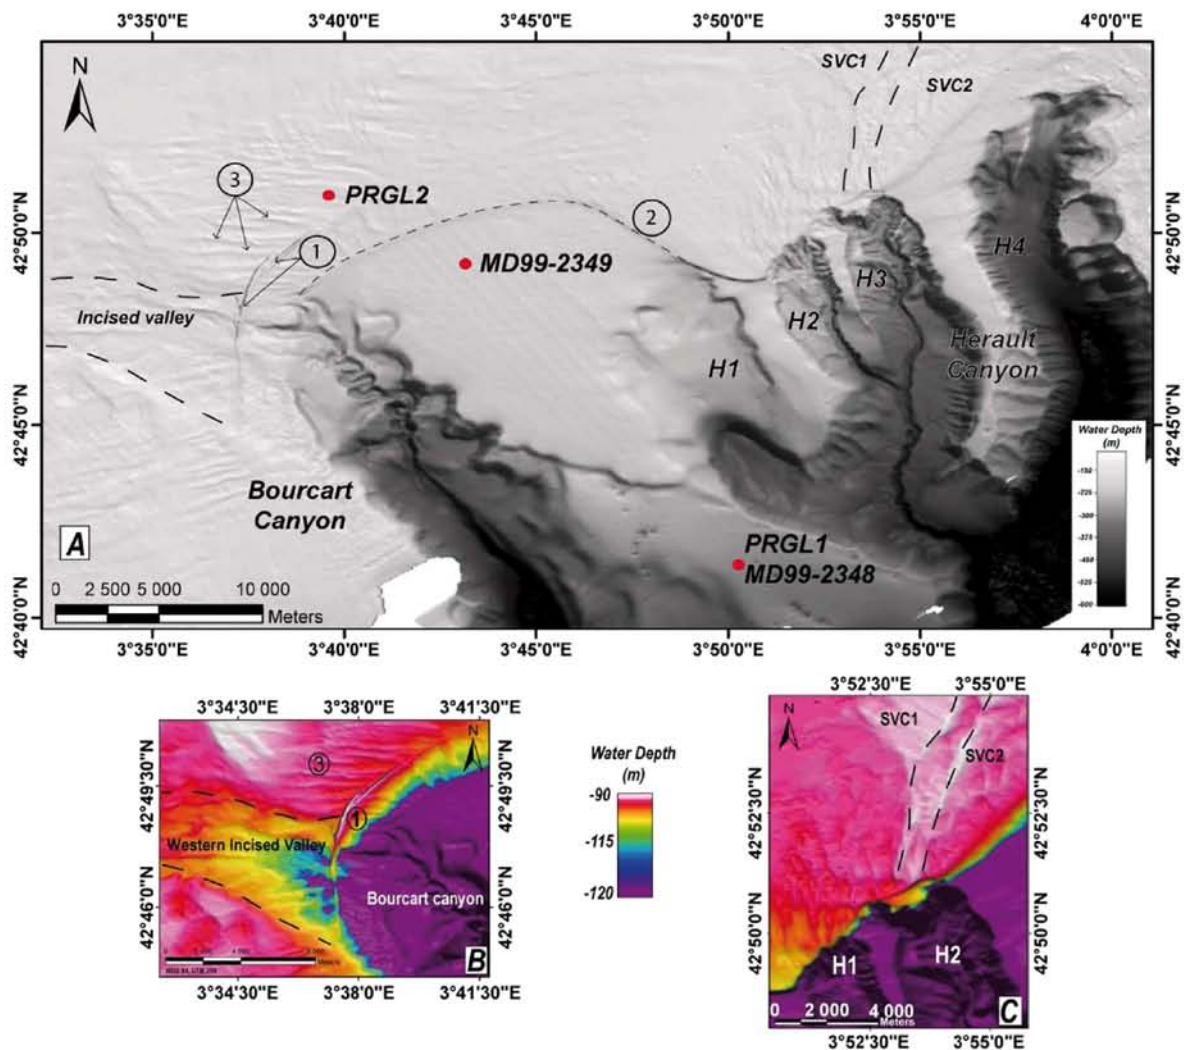 3°35'0"E 3°40'0"E 3°45'0"E 3°50'0"E 3°55'0"E 4°0'0"E
N
SVC1
SVC2
3
PRGL2
42°50'0"N
2
42°50'0"N
1
MD99-2349
H4
H3
Incised valley
H2
Herault
Canyon
H1
42°45'0"N
42°45'0"N
Water Depth
(m)
Bourcart
Canyon
PRGL1
MD99-2348
A
0 2 500 5 000 10 000
Meters
-600
42°40'0"N
42°40'0"N
3°35'0"E 3°40'0"E 3°45'0"E 3°50'0"E 3°55'0"E 4°0'0"E
3°34'30"E 3°38'0"E 3°41'30"E
N
3
42°49'30"N
42°49'30"N
1
Western Incised Valley
Bourcart canyon
42°46'0"N
42°46'0"N
B
3°34'30"E 3°38'0"E 3°41'30"E
Water Depth
(m)
-90
-115
-120
3°52'30"E 3°55'0"E
N
SVC1
SVC2
42°52'30"N
42°52'30"N
42°50'0"N
42°50'0"N
H1
H2
C
0 2 000 4 000
Meters
3°52'30"E 3°55'0"E